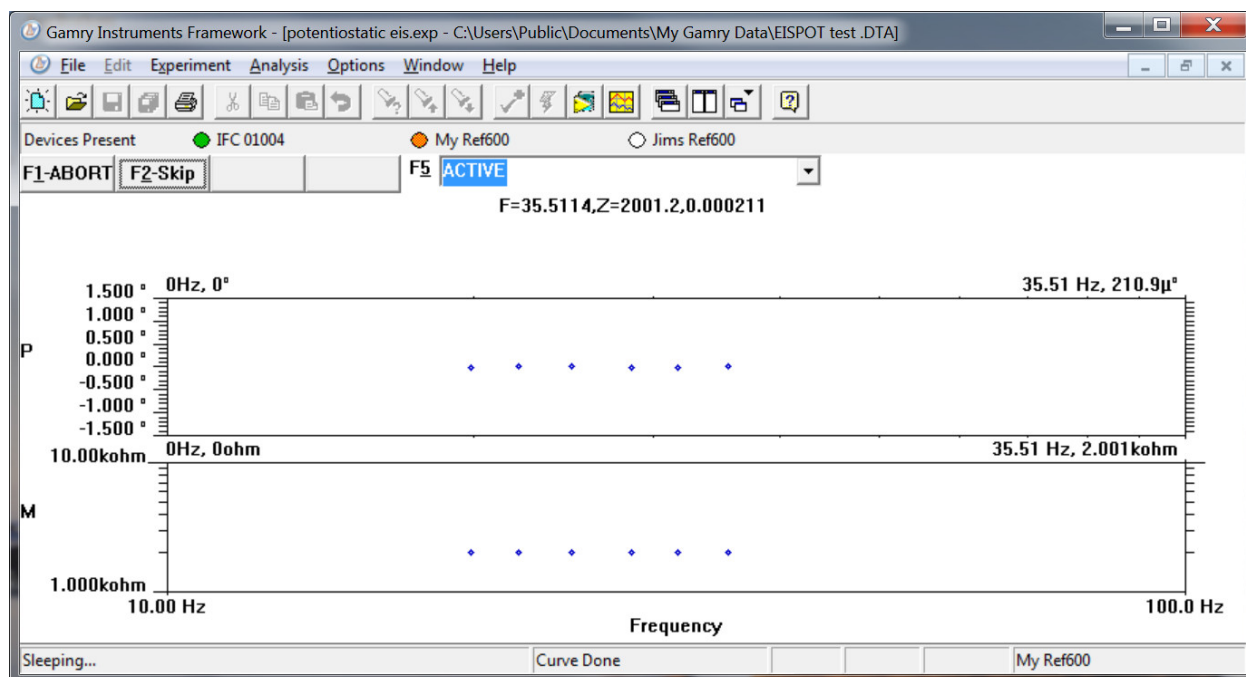 Gamry Instruments Framework - [potentiostatic eis.exp - C:\Users\Public\Documents\My Gamry Data\EISPOT test .DTA]
File Edit Experiment Analysis Options Window Help
Devices Present IFC 01004 My Ref600 Jims Ref600
F1-ABORT F2-Skip F5 ACTIVE
F=35.5114,Z=2001.2,0.000211
0Hz, 0° 35.51 Hz, 210.9µ°
1.500 °
1.000 °
0.500 °
P
0.000 °
-0.500 °
-1.000 °
-1.500 °
0Hz, 0ohm 35.51 Hz, 2.001kohm
10.00kohm
M
1.000kohm
10.00 Hz 100.0 Hz
Frequency
Sleeping... Curve Done My Ref600